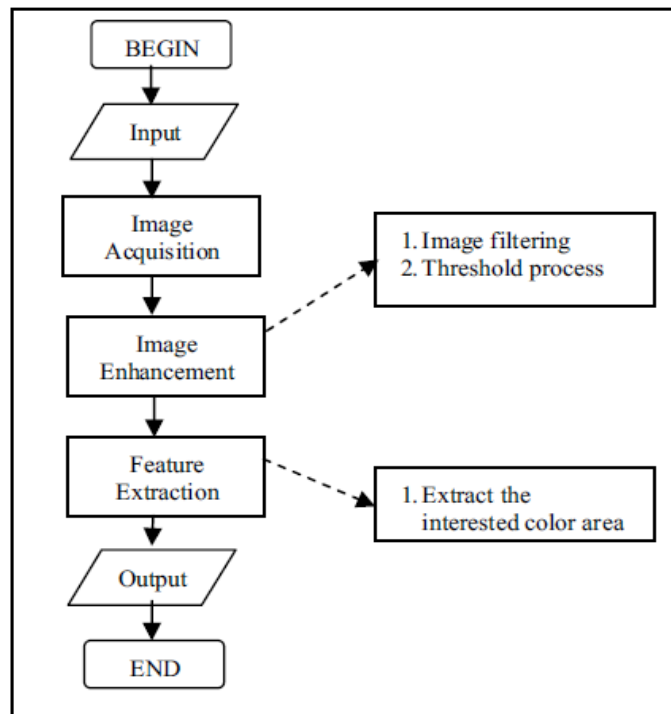 BEGIN
Input
Image
Acquisition
1. Image filtering
2. Threshold process
Image
Enhancement
Feature
Extraction
1. Extract the
interested color area
Output
END